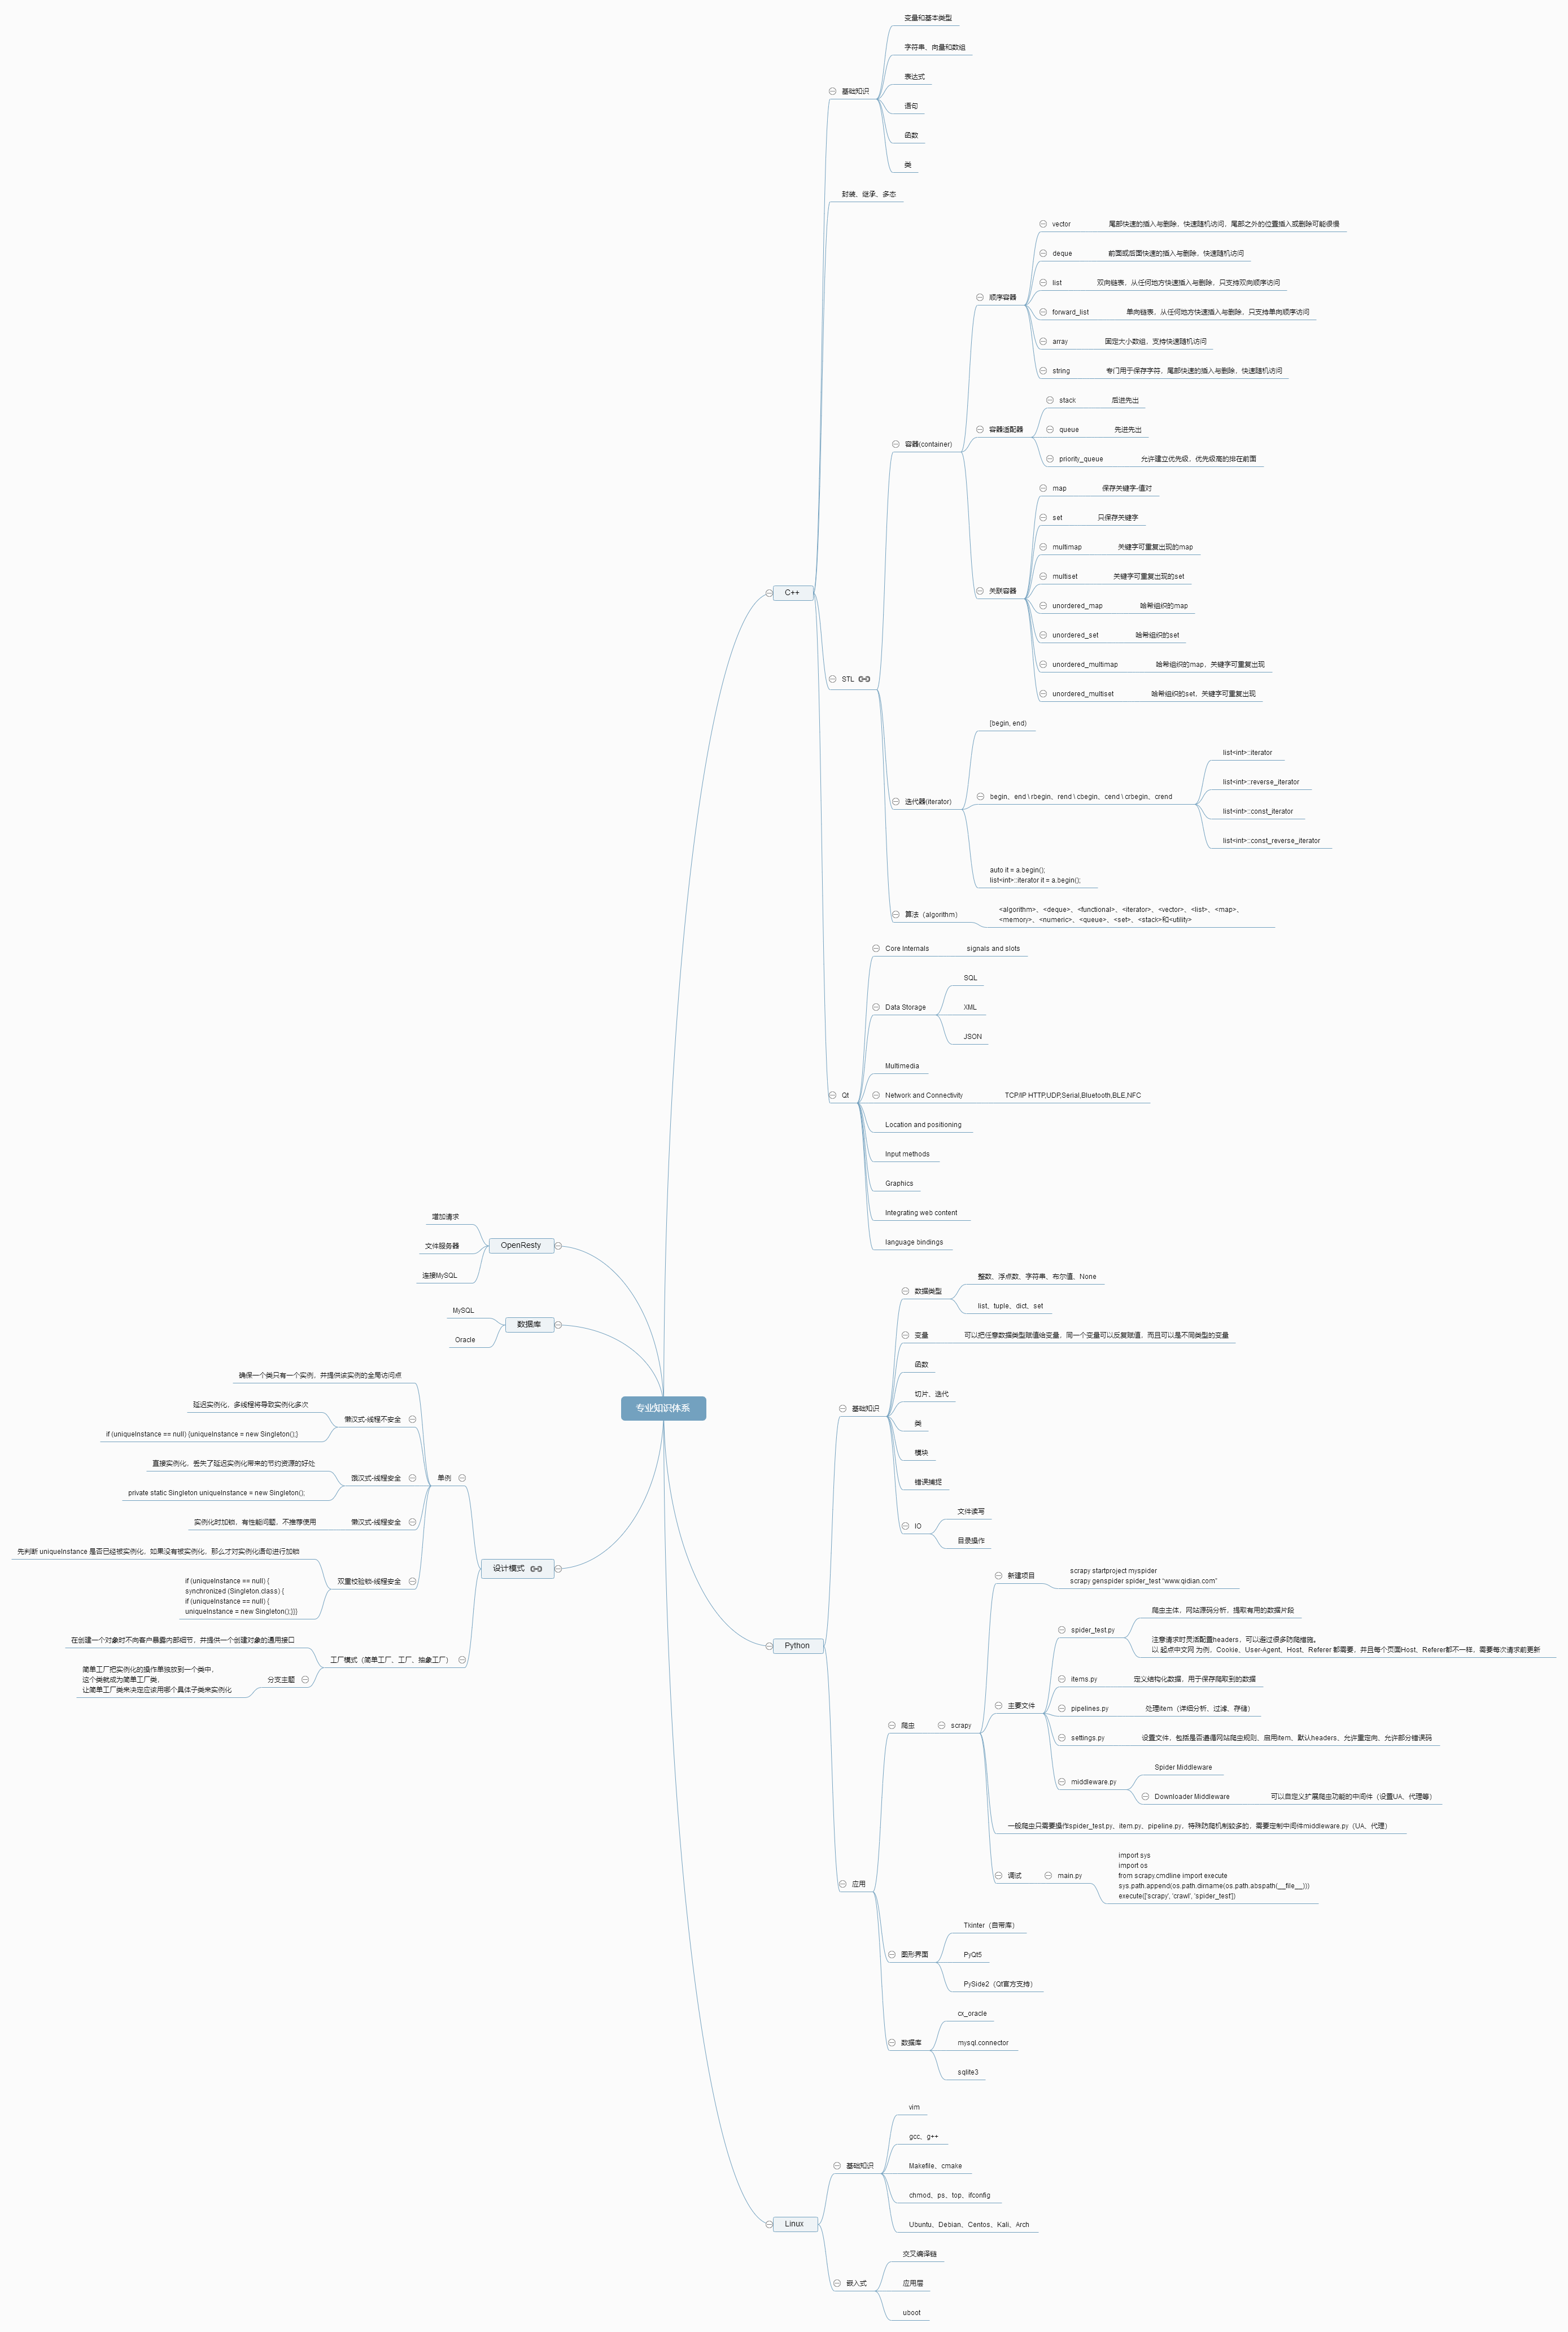 专业知识体系
C++
基础知识
变量和基本类型
字符串、向量和数组
表达式
语句
函数
类
封装、继承、多态
STL
容器(container)
顺序容器
vector
尾部快速的插入与删除，快速随机访问，尾部之外的位置插入或删除可能很慢
deque
前面或后面快速的插入与删除，快速随机访问
list
双向链表，从任何地方快速插入与删除，只支持双向顺序访问
forward_list
单向链表，从任何地方快速插入与删除，只支持单向顺序访问
array
固定大小数组，支持快速随机访问
string
专门用于保存字符，尾部快速的插入与删除，快速随机访问
容器适配器
stack
后进先出
queue
先进先出
priority_queue
允许建立优先级，优先级高的排在前面
关联容器
map
保存关键字-值对
set
只保存关键字
multimap
关键字可重复出现的map
multiset
关键字可重复出现的set
unordered_map
哈希组织的map
unordered_set
哈希组织的set
unordered_multimap
哈希组织的map，关键字可重复出现
unordered_multiset
哈希组织的set，关键字可重复出现
迭代器(iterator)
[begin, end)
begin、end \ rbegin、rend \ cbegin、cend \ crbegin、crend
list<int>::iterator
list<int>::reverse_iterator
list<int>::const_iterator
list<int>::const_reverse_iterator
auto it = a.begin();
list<int>::iterator it = a.begin();
算法（algorithm）
<algorithm>、<deque>、<functional>、<iterator>、<vector>、<list>、<map>、
<memory>、<numeric>、<queue>、<set>、<stack>和<utility>
Qt
Core Internals
signals and slots
Data Storage
SQL
XML
JSON
Multimedia
Network and Connectivity
TCP/IP HTTP,UDP,Serial,Bluetooth,BLE,NFC
Location and positioning
Input methods
Graphics
Integrating web content
language bindings
Python
基础知识
数据类型
整数、浮点数、字符串、布尔值、None
list、tuple、dict、set
变量
可以把任意数据类型赋值给变量，同一个变量可以反复赋值，而且可以是不同类型的变量
函数
切片、迭代
类
模块
错误捕捉
IO
文件读写
目录操作
应用
爬虫
scrapy
新建项目
scrapy startproject myspider
scrapy genspider spider_test "www.qidian.com"
主要文件
spider_test.py
爬虫主体，网站源码分析，提取有用的数据片段
注意请求时灵活配置headers，可以避过很多防爬措施。
以 起点中文网 为例，Cookie、User-Agent、Host、Referer 都需要，并且每个页面Host、Referer都不一样，需要每次请求前更新
items.py
定义结构化数据，用于保存爬取到的数据
pipelines.py
处理item（详细分析、过滤、存储）
settings.py
设置文件，包括是否遵循网站爬虫规则、启用item、默认headers、允许重定向、允许部分错误码
middleware.py
Spider Middleware
Downloader Middleware
可以自定义扩展爬虫功能的中间件（设置UA、代理等）
一般爬虫只需要操作spider_test.py、item.py、pipeline.py，特殊防爬机制较多的，需要定制中间件middleware.py（UA、代理）
调试
main.py
import sys
import os
from scrapy.cmdline import execute
sys.path.append(os.path.dirname(os.path.abspath(__file__)))
execute(['scrapy', 'crawl', 'spider_test'])
图形界面
Tkinter（自带库）
PyQt5
PySide2（Qt官方支持）
数据库
cx_oracle
mysql.connector
sqlite3
Linux
基础知识
vim
gcc、g++
Makefile、cmake
chmod、ps、top、ifconfig
Ubuntu、Debian、Centos、Kali、Arch
嵌入式
交叉编译链
应用层
uboot
OpenResty
增加请求
文件服务器
连接MySQL
数据库
MySQL
Oracle
设计模式
单例
确保一个类只有一个实例，并提供该实例的全局访问点
懒汉式-线程不安全
延迟实例化，多线程将导致实例化多次
if (uniqueInstance == null) {uniqueInstance = new Singleton();}
饿汉式-线程安全
直接实例化，丢失了延迟实例化带来的节约资源的好处
private static Singleton uniqueInstance = new Singleton();
懒汉式-线程安全
实例化时加锁，有性能问题，不推荐使用
双重校验锁-线程安全
先判断 uniqueInstance 是否已经被实例化，如果没有被实例化，那么才对实例化语句进行加锁
if (uniqueInstance == null) {
synchronized (Singleton.class) {
if (uniqueInstance == null) {
uniqueInstance = new Singleton();}}}
工厂模式（简单工厂、工厂、抽象工厂）
在创建一个对象时不向客户暴露内部细节，并提供一个创建对象的通用接口
分支主题
简单工厂把实例化的操作单独放到一个类中，
这个类就成为简单工厂类，
让简单工厂类来决定应该用哪个具体子类来实例化